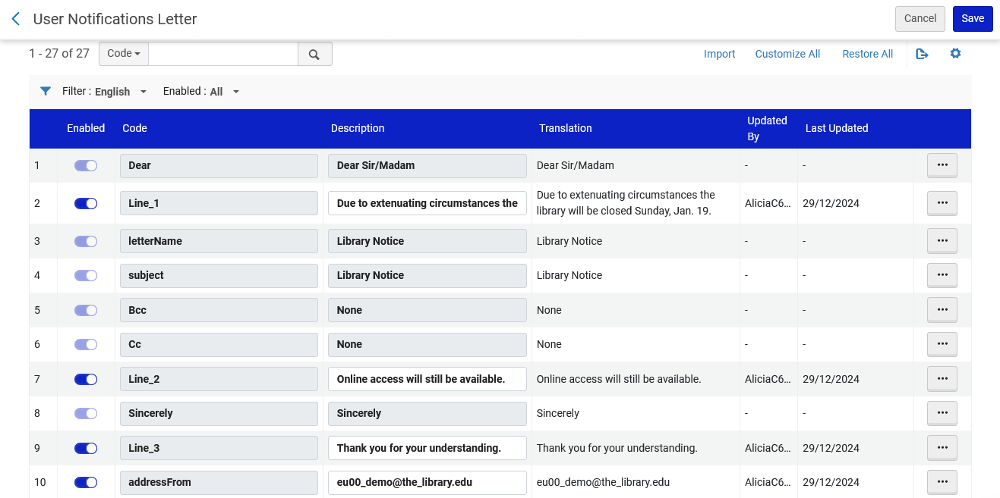 User Notifications Letter
Cancel
Save
1 - 27 of 27
Code
Import
Customize All
Restore All
Filter : English
Enabled : All
Enabled Code Description Translation Updated By Last Updated
1 Dear Dear Sir/Madam Dear Sir/Madam - - ...
2 Line_1 Due to extenuating circumstances the Due to extenuating circumstances the
library will be closed Sunday, Jan. 19. AliciaC6... 29/12/2024 ...
3 letterName Library Notice Library Notice - - ...
4 subject Library Notice Library Notice - - ...
5 Bcc None None - - ...
6 Cc None None - - ...
7 Line_2 Online access will still be available. Online access will still be available. AliciaC6... 29/12/2024 ...
8 Sincerely Sincerely Sincerely - - ...
9 Line_3 Thank you for your understanding. Thank you for your understanding. AliciaC6... 29/12/2024 ...
10 addressFrom eu00_demo@the_library.edu eu00_demo@the_library.edu AliciaC6... 29/12/2024 ...